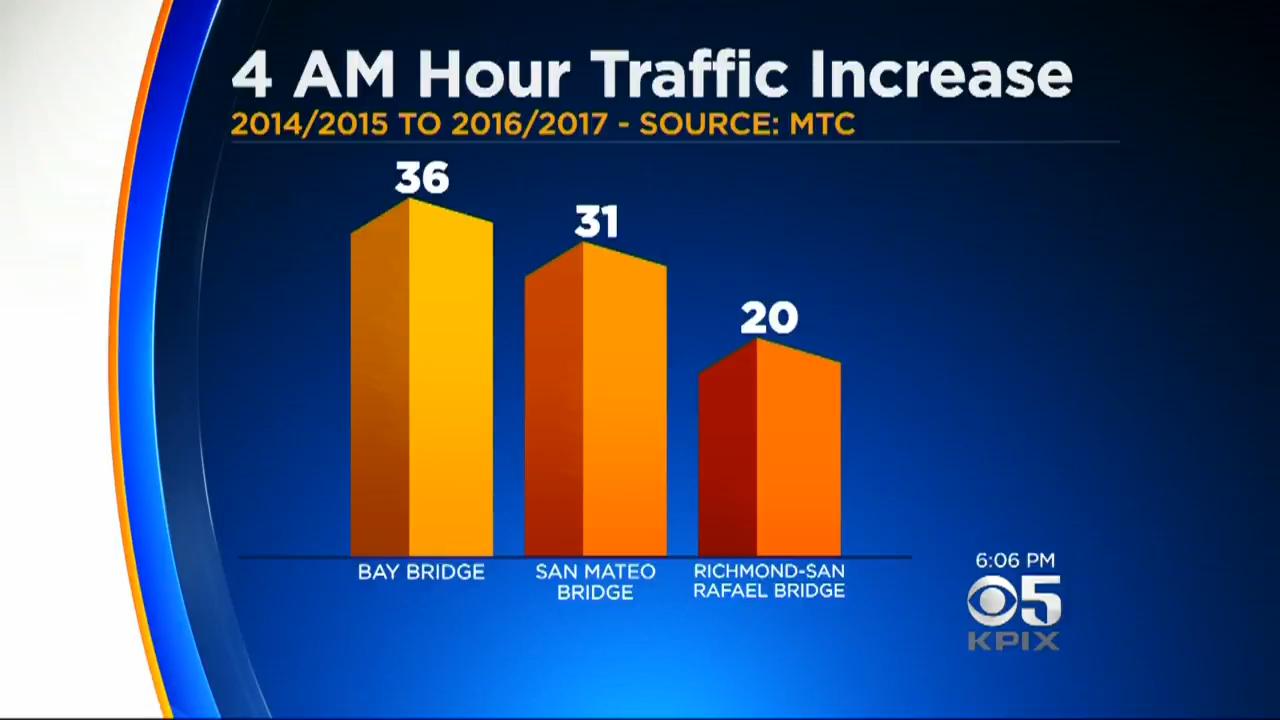 4 AM Hour Traffic Increase
2014/2015 TO 2016/2017 - SOURCE: MTC
36
31
20
BAY BRIDGE
SAN MATEO
BRIDGE
RICHMOND-SAN
RAFAEL BRIDGE
6:06 PM
5
KPIX